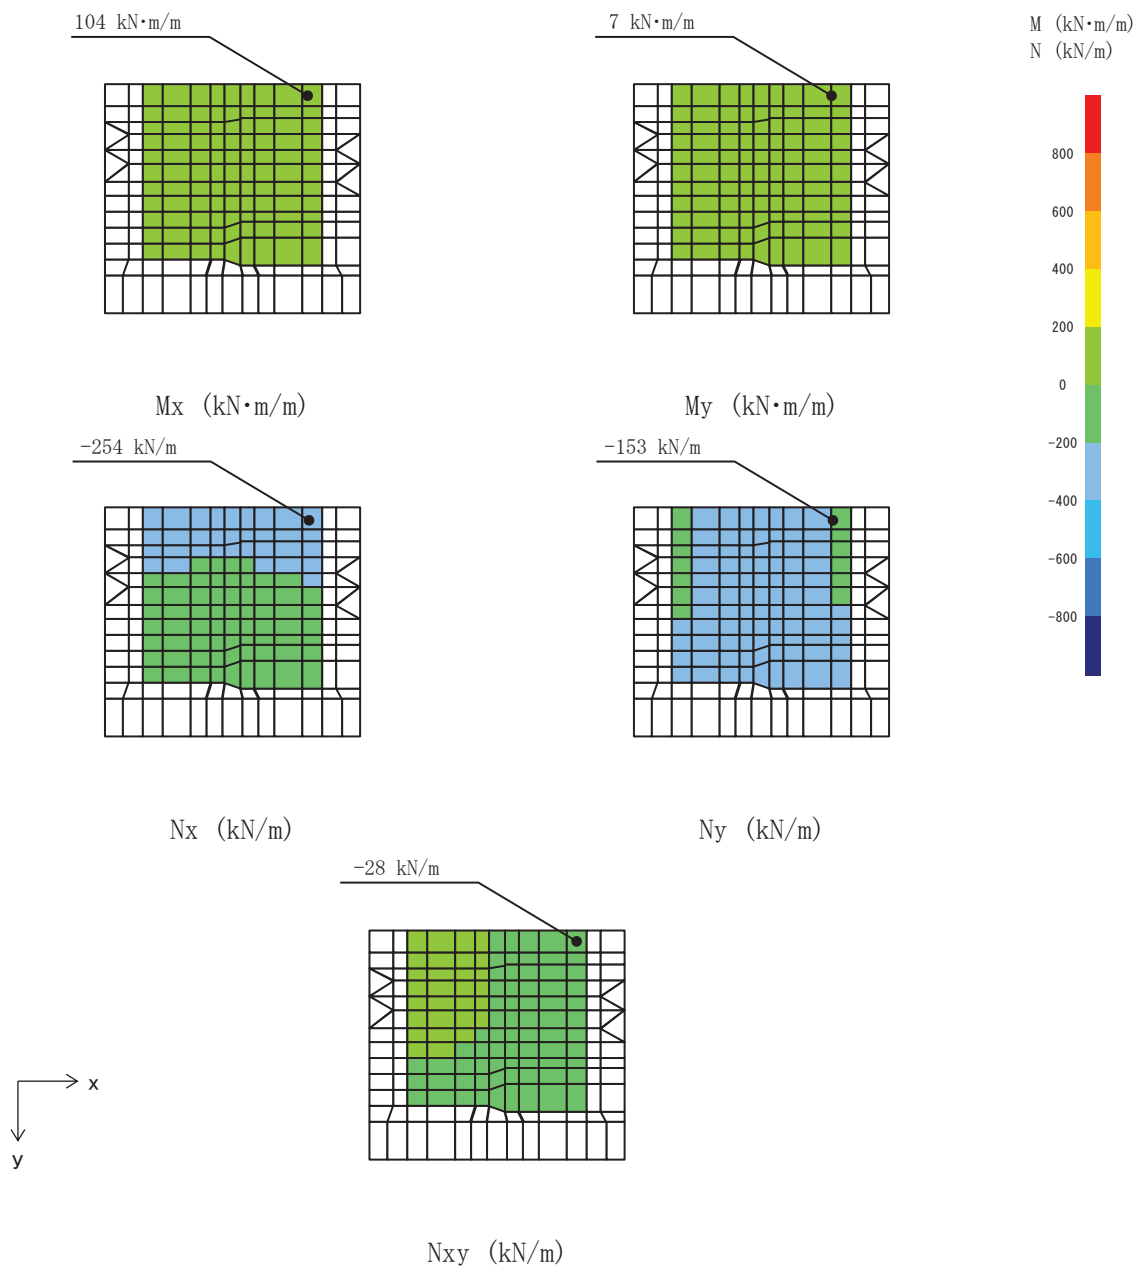 104 kN·m/m
7 kN·m/m
M (kN·m/m)
N (kN/m)
800
600
400
200
0
-200
-400
-600
-800
Mx (kN·m/m)
My (kN·m/m)
-254 kN/m
-153 kN/m
Nx (kN/m)
Ny (kN/m)
-28 kN/m
x
y
Nxy (kN/m)